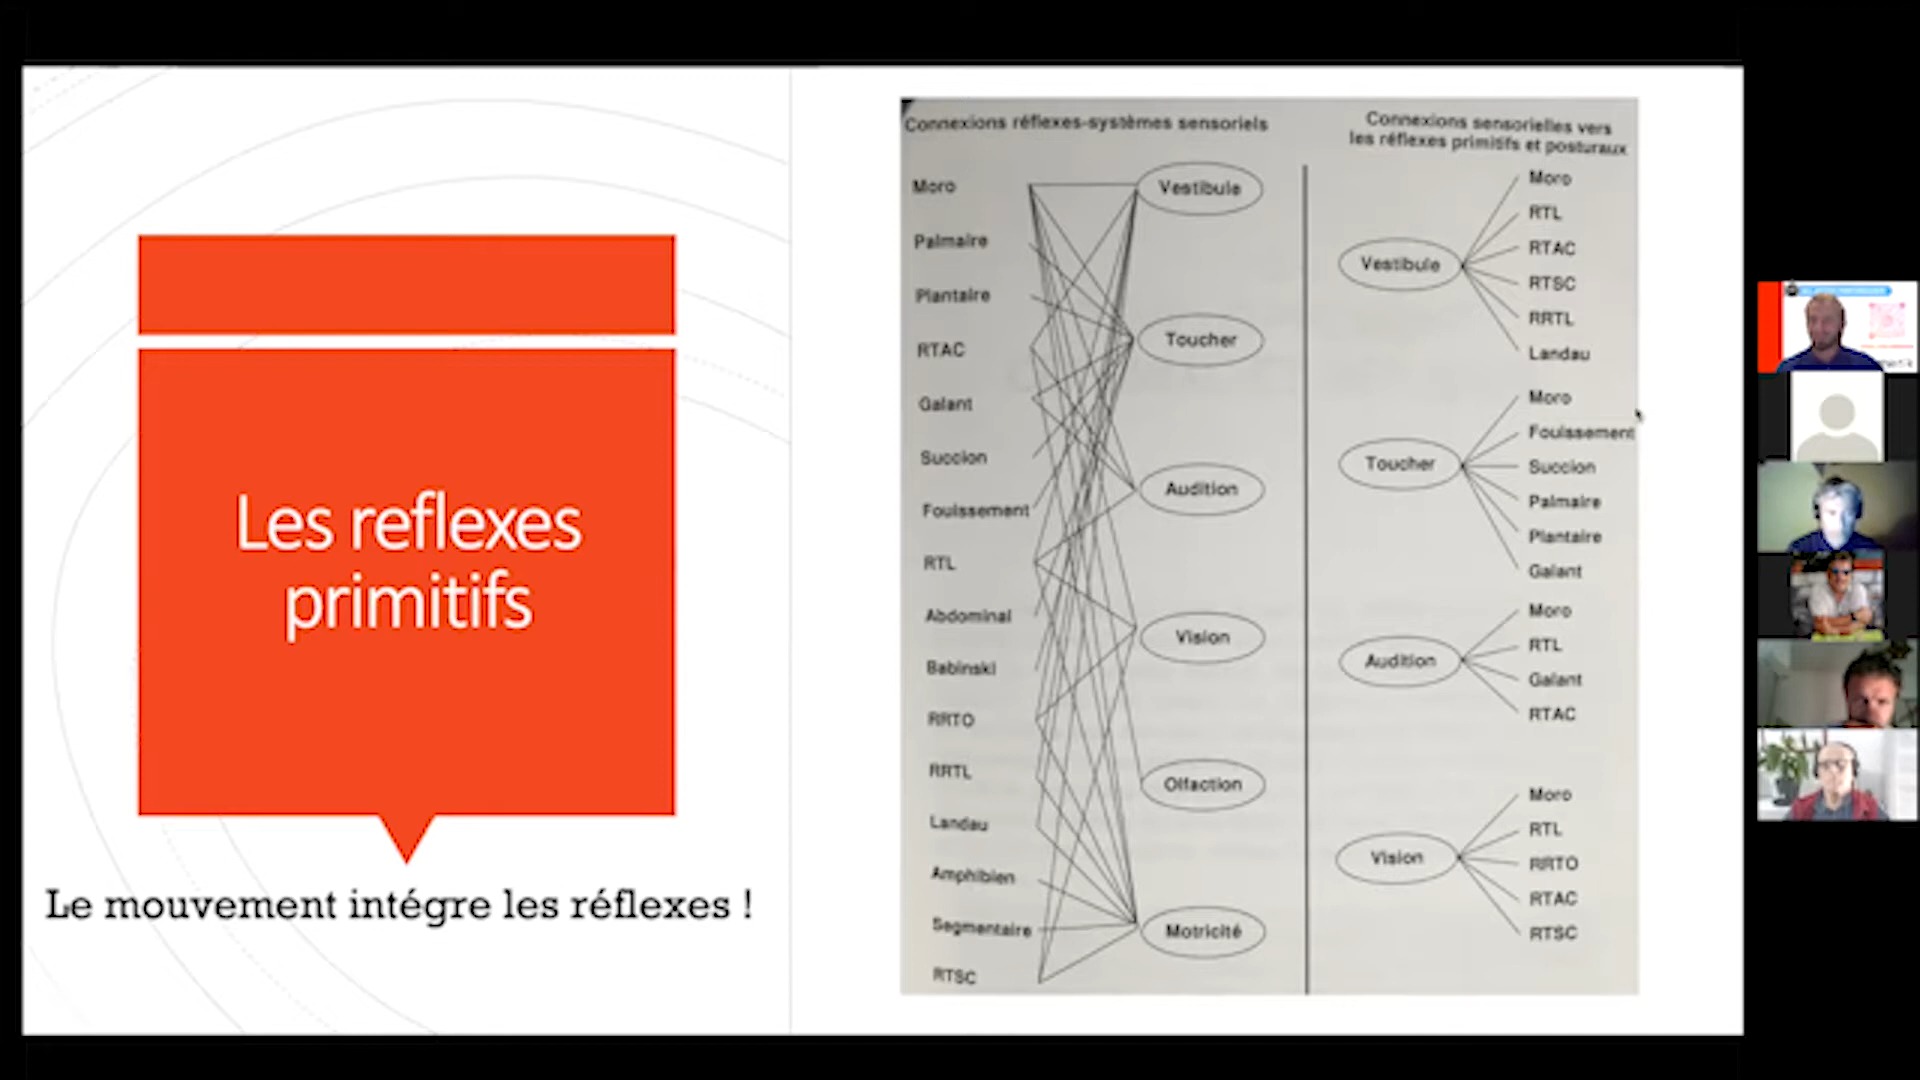 Les reflexes
primitifs
Le mouvement intégre les réflexes !
Connexions réflexes-systèmes sensoriels
Moro
Palmaire
Plantaire
RTAC
Galant
Succion
Fouissement
RTL
Abdominal
Babinski
RRTO
RRTL
Landau
Amphibien
Segmentaire
RTSC
Vestibule
Toucher
Audition
Vision
Olfaction
Motricité
Connexions sensorielles vers
les réflexes primitifs et posturaux
Vestibule
Moro
RTL
RTAC
RTSC
RRTL
Landau
Toucher
Moro
Fouissement
Succion
Palmaire
Plantaire
Galant
Audition
Moro
RTL
Galant
RTAC
Vision
Moro
RTL
RRTO
RTAC
RTSC